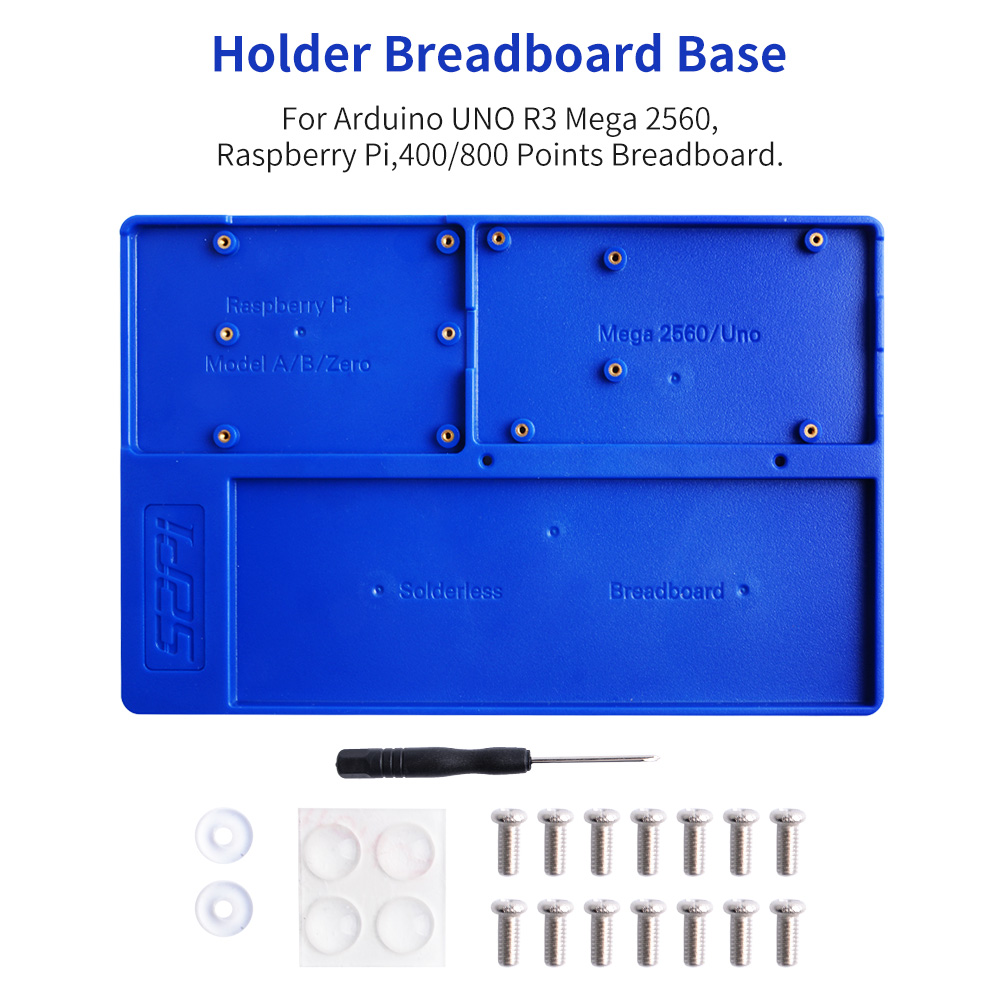 Holder Breadboard Base
For Arduino UNO R3 Mega 2560,
Raspberry Pi,400/800 Points Breadboard.
Raspberry Pi
Model A/B/Zero
Mega 2560/Uno
Solderless Breadboard
S2Pi